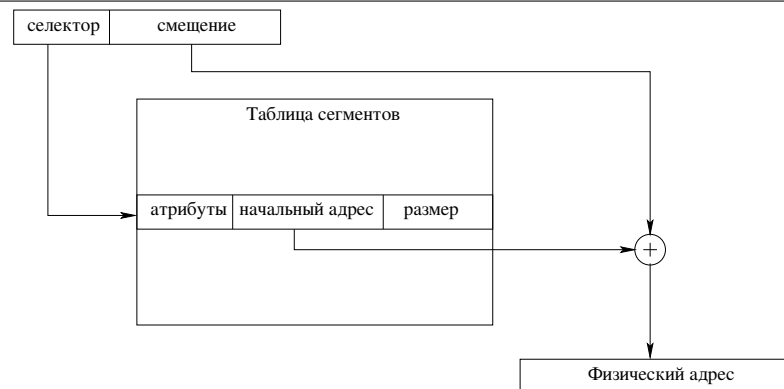 селектор смещение
Таблица сегментов
атрибуты начальный адрес размер
+
Физический адрес